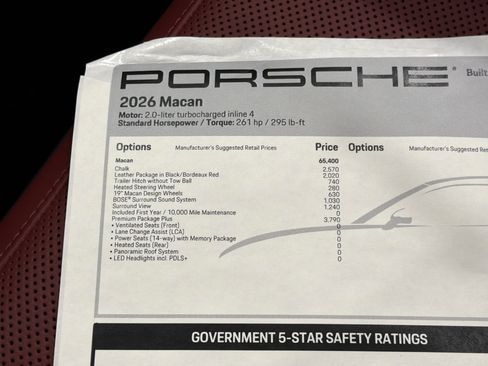 PORSCHE® Built
2026 Macan
Motor: 2.0-liter turbocharged inline 4
Standard Horsepower / Torque: 261 hp / 295 lb-ft
Options Manufacturer's Suggested Retail Prices Price Options Manufacturer's Suggested Retail Prices
Macan 65,400
Chalk 2,570
Leather Package in Black/Bordeaux Red 2,020
Trailer Hitch without Tow Ball 740
Heated Steering Wheel 280
19" Macan Design Wheels 630
BOSE® Surround Sound System 1,030
Surround View 1,240
Included First Year / 10,000 Mile Maintenance 0
Premium Package Plus 3,790
• Ventilated Seats (Front) 0
• Lane Change Assist (LCA) 0
• Power Seats (14-way) with Memory Package 0
• Heated Seats (Rear) 0
• Panoramic Roof System 0
• LED Headlights incl. PDLS+ 0
GOVERNMENT 5-STAR SAFETY RATINGS